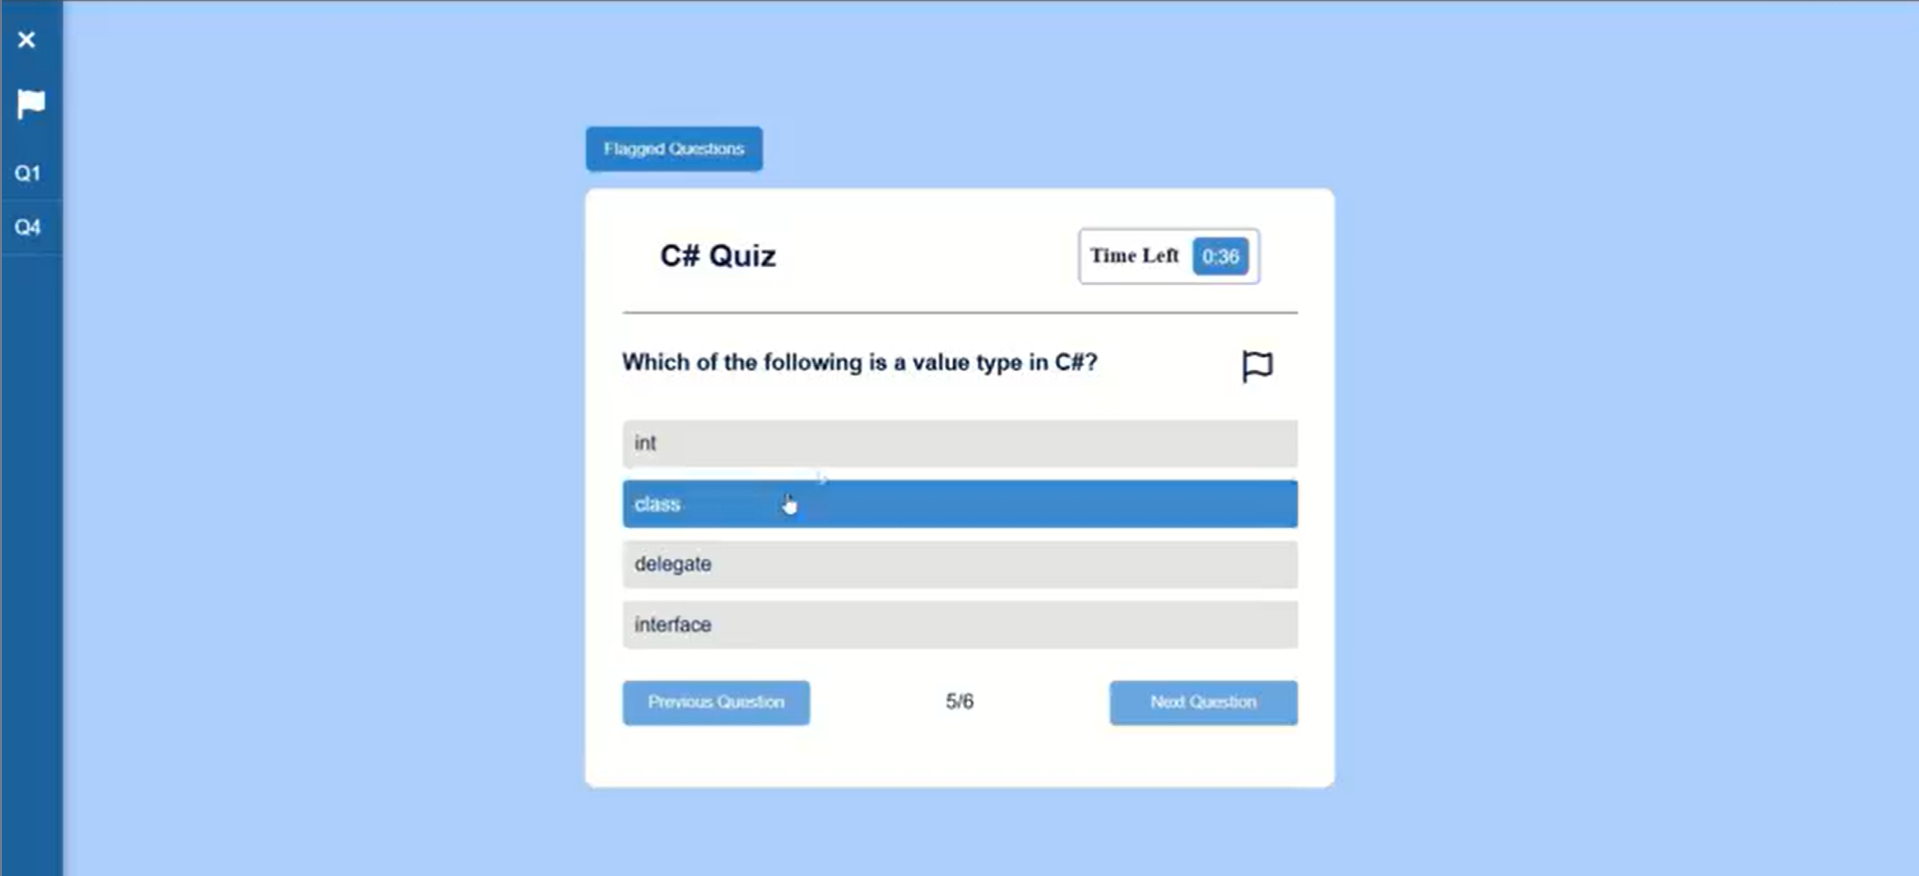 Q1
Q4
Flagged Questions
C# Quiz
Time Left 0:36
Which of the following is a value type in C#?
int
class
delegate
interface
Previous Question
5/6
Next Question